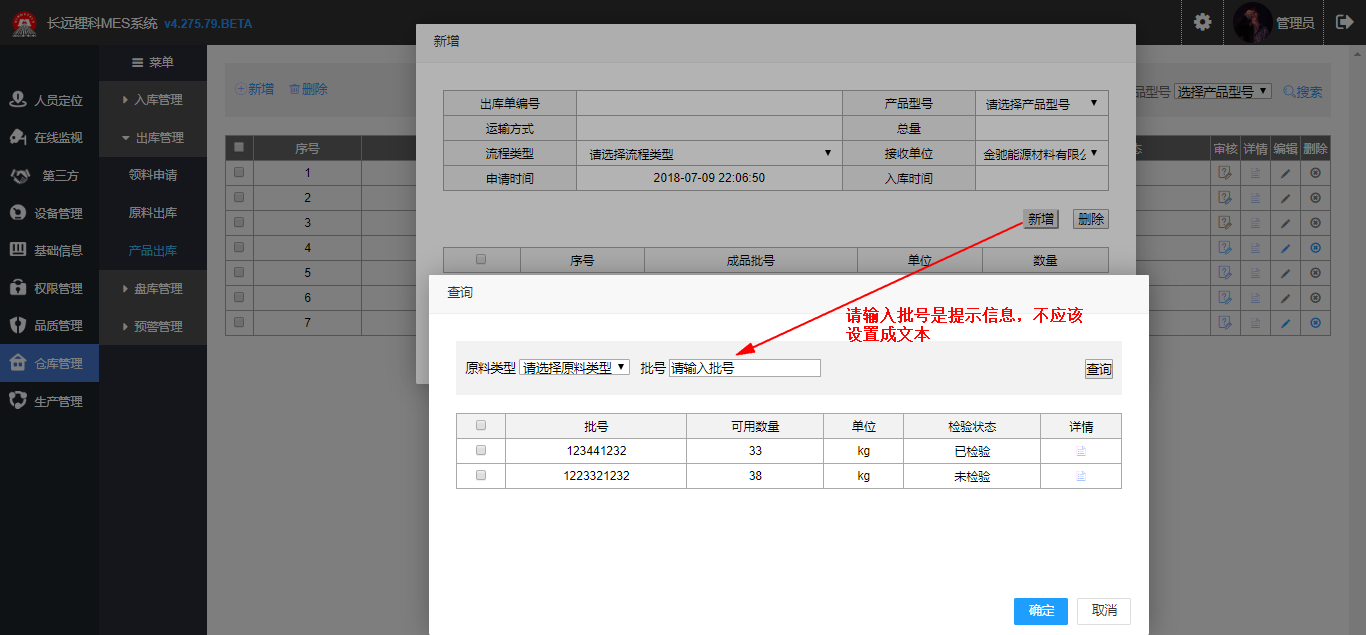 长远锂科MES系统 v4.275.79.BETA
管理员
菜单
人员定位
在线监视
第三方
设备管理
基础信息
权限管理
品质管理
仓库管理
生产管理
入库管理
出库管理
领料申请
原料出库
产品出库
盘库管理
预警管理
新增 删除
品型号 选择产品型号 搜索
序号 态 审核 详情 编辑 删除
1
2
3
4
5
6
7
新增
出库单编号 产品型号 请选择产品型号
运输方式 总量
流程类型 请选择流程类型 接收单位 金驰能源材料有限公
申请时间 2018-07-09 22:06:50 入库时间
新增 删除
序号 成品批号 单位 数量
查询
请输入批号是提示信息，不应该
设置成文本
原料类型 请选择原料类型 批号 请输入批号 查询
批号 可用数量 单位 检验状态 详情
123441232 33 kg 已检验
1223321232 38 kg 未检验
确定 取消